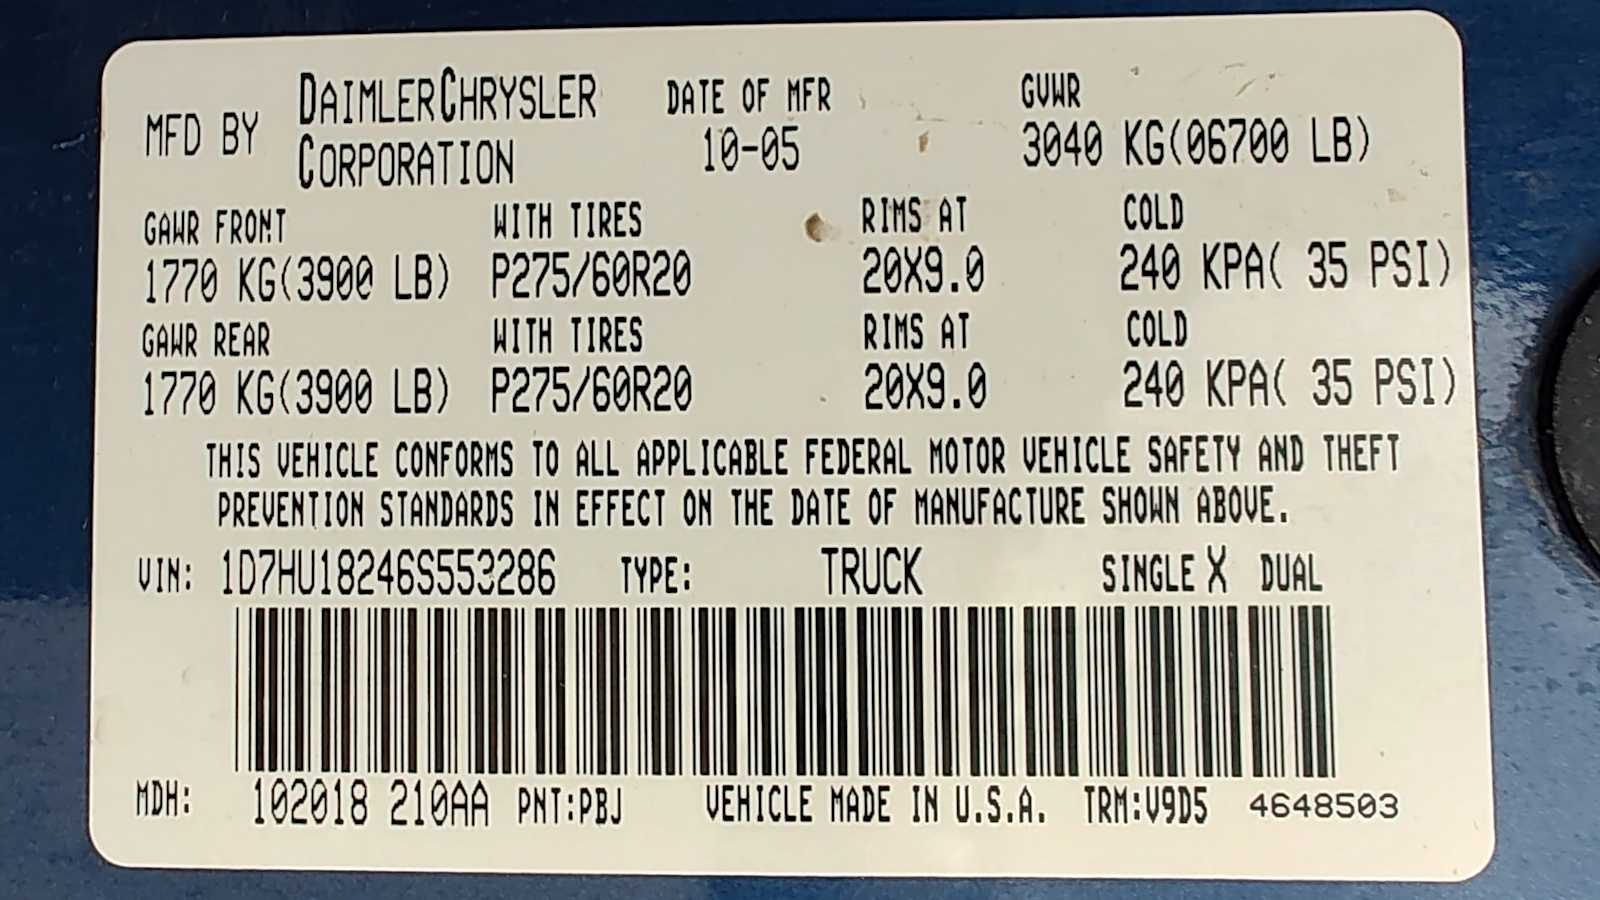 MFD BY DAIMLERCHRYSLER CORPORATION DATE OF MFR 10-05 GVWR 3040 KG(06700 LB)
GAWR FRONT WITH TIRES RIMS AT COLD
1770 KG(3900 LB) P275/60R20 20X9.0 240 KPA( 35 PSI)
GAWR REAR WITH TIRES RIMS AT COLD
1770 KG(3900 LB) P275/60R20 20X9.0 240 KPA( 35 PSI)
THIS VEHICLE CONFORMS TO ALL APPLICABLE FEDERAL MOTOR VEHICLE SAFETY AND THEFT
PREVENTION STANDARDS IN EFFECT ON THE DATE OF MANUFACTURE SHOWN ABOVE.
VIN: 1D7HU18246S553286 TYPE: TRUCK SINGLE X DUAL
MDH: 102018 210AA PNT:PBJ VEHICLE MADE IN U.S.A. TRM:V9D5 4648503